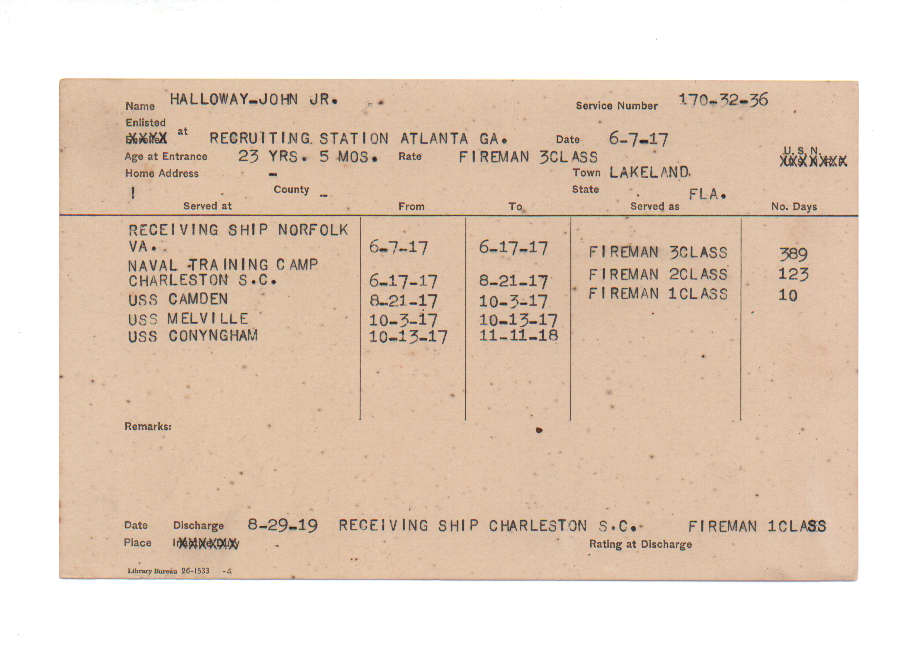 Name HALLOWAY-JOHN JR. Service Number 170-32-36
Enlisted
at RECRUITING STATION ATLANTA GA. Date 6-7-17
Age at Entrance 23 YRS. 5 MOS. Rate FIREMAN 3CLASS U.S.N.
Home Address - Town LAKELAND.
County - State FLA.
Served at From To Served as No. Days
RECEIVING SHIP NORFOLK
VA. 6-7-17 6-17-17 FIREMAN 3CLASS 389
NAVAL TRAINING CAMP
CHARLESTON S.C. 6-17-17 8-21-17 FIREMAN 2CLASS 123
USS CAMDEN 8-21-17 10-3-17 FIREMAN 1CLASS 10
USS MELVILLE 10-3-17 10-13-17
USS CONYNGHAM 10-13-17 11-11-18
Remarks:
Date Discharge 8-29-19 RECEIVING SHIP CHARLESTON S.C. FIREMAN 1CLASS
Place Rating at Discharge
Library Bureau 26-1533